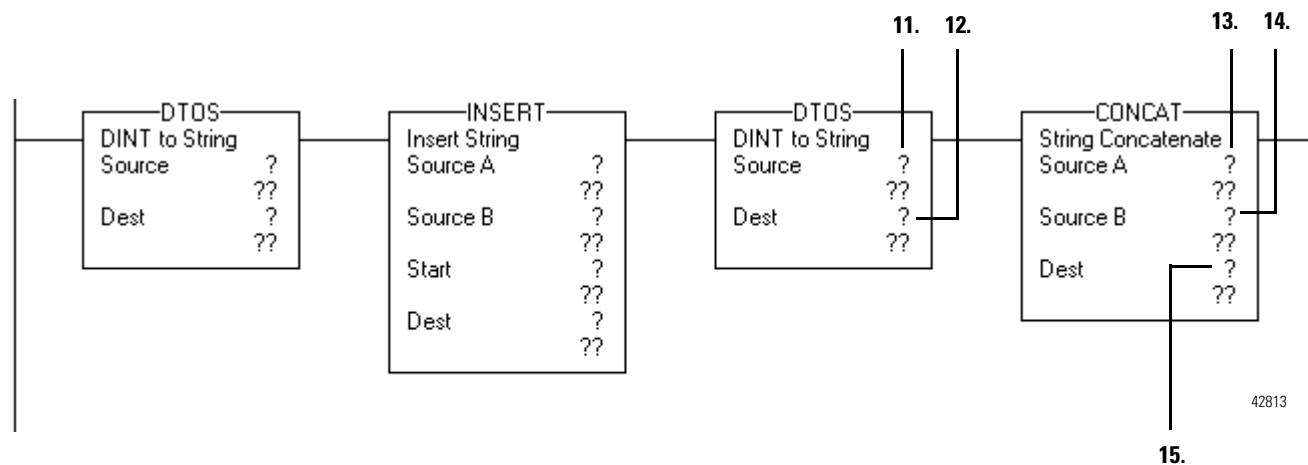 11. 12. 13. 14.
DTOS INSERT DTOS CONCAT
DINT to String Insert String DINT to String String Concatenate
Source ? Source A ? Source ? Source A ?
?? ?? ?? ??
Dest ? Source B ? Dest ? Source B ?
?? ?? ?? ??
Start ? Dest ?
?? ??
Dest ?
??
42813
15.